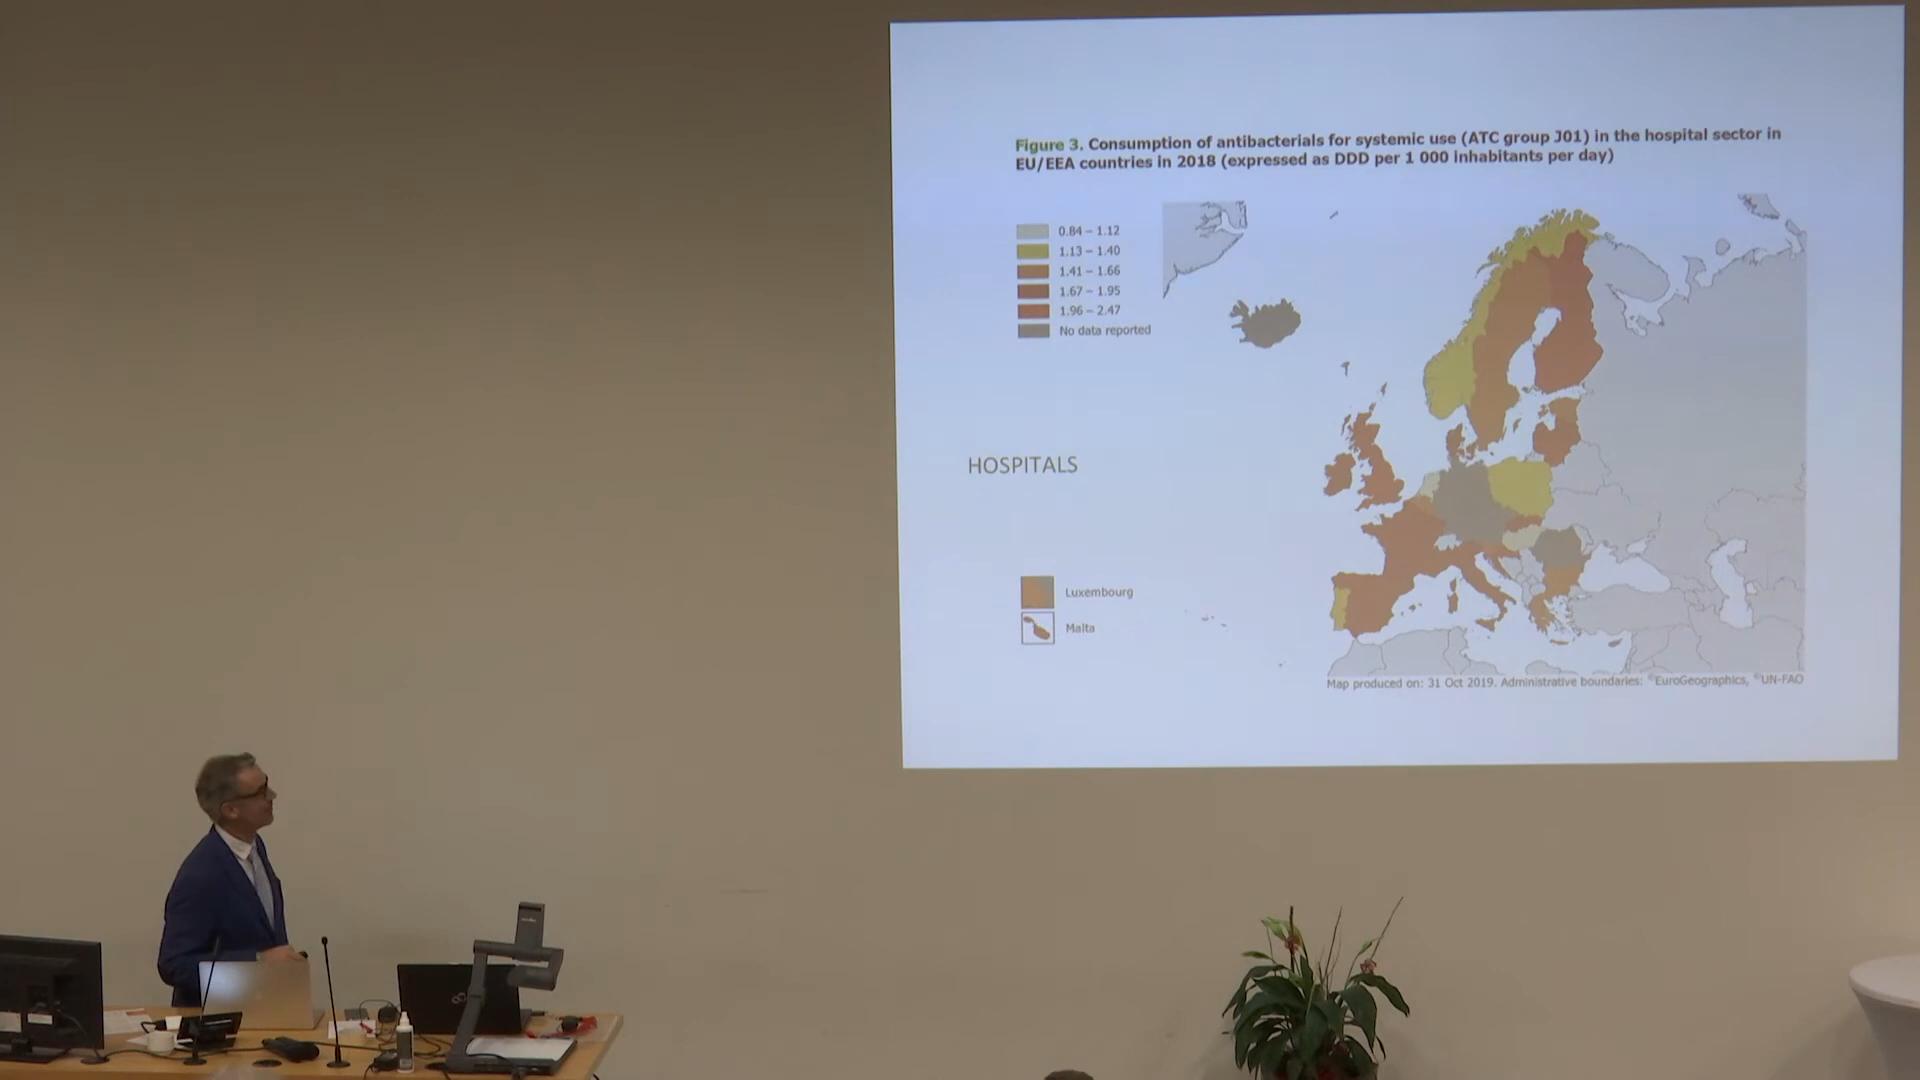 Figure 3. Consumption of antibacterials for systemic use (ATC group J01) in the hospital sector in
EU/EEA countries in 2018 (expressed as DDD per 1 000 inhabitants per day)
0.84 – 1.12
1.13 – 1.40
1.41 – 1.66
1.67 – 1.95
1.96 – 2.47
No data reported
HOSPITALS
Luxembourg
Malta
Map produced on: 31 Oct 2019. Administrative boundaries: ©EuroGeographics, ©UN-FAO